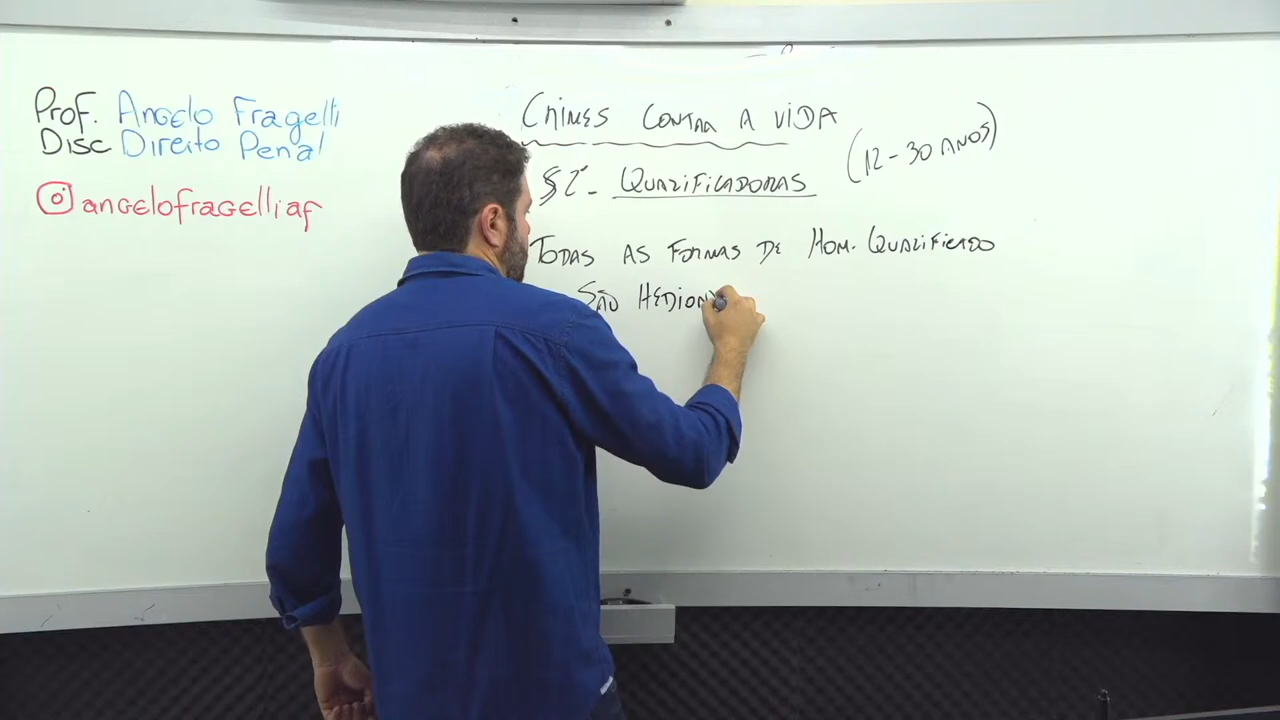 Prof. Angelo Fragelli
Disc Direito Penal
angelofragelliaf
CRIMES CONTRA A VIDA
§2º - QUALIFICADORAS (12-30 ANOS)
TODAS AS FORMAS DE HOM. QUALIFICADO
SÃO HEDION